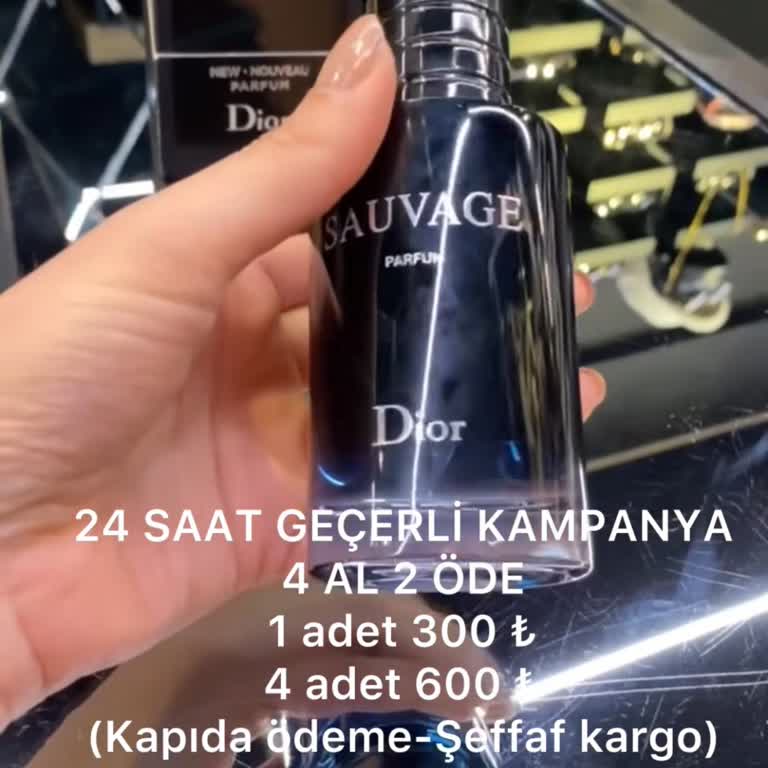 NEW • NOUVEAU
PARFUM
Dior
SAUVAGE
PARFUM
Dior
24 SAAT GEÇERLİ KAMPANYA
4 AL 2 ÖDE
1 adet 300 ₺
4 adet 600 ₺
(Kapıda ödeme-Şeffaf kargo)